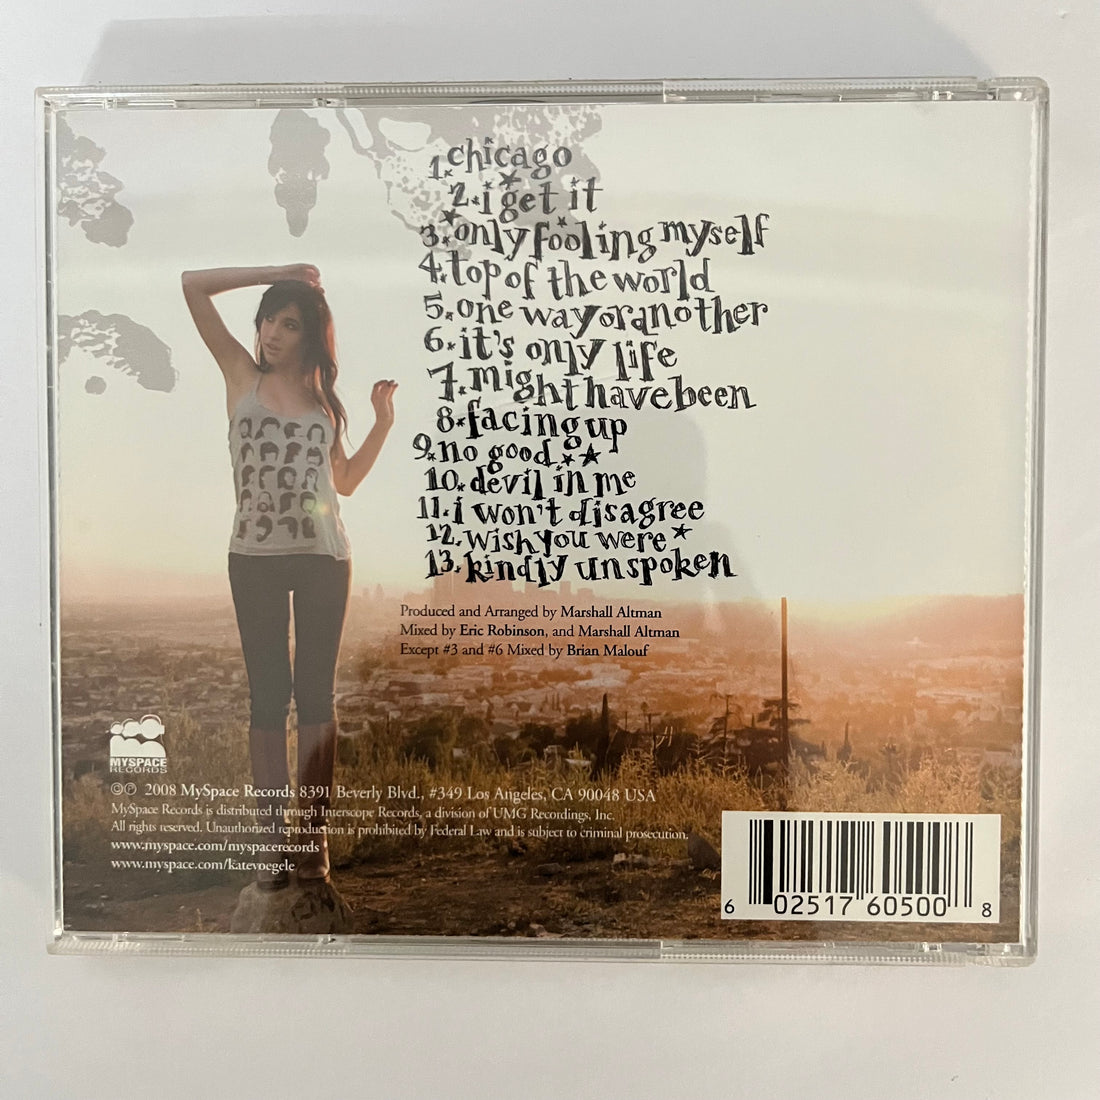 1. chicago
2. i get it
3. only fooling myself
4. top of the world
5. one way or another
6. it's only life
7. might have been
8. facing up
9. no good
10. devil in me
11. i won't disagree
12. wish you were
13. kindly unspoken
Produced and Arranged by Marshall Altman
Mixed by Eric Robinson, and Marshall Altman
Except #3 and #6 Mixed by Brian Malouf
MYSPACE
RECORDS
©℗ 2008 MySpace Records 8391 Beverly Blvd., #349 Los Angeles, CA 90048 USA
MySpace Records is distributed through Interscope Records, a division of UMG Recordings, Inc.
All rights reserved. Unauthorized reproduction is prohibited by Federal Law and is subject to criminal prosecution.
www.myspace.com/myspacerecords
www.myspace.com/katevoegele
6 02517 60500 8